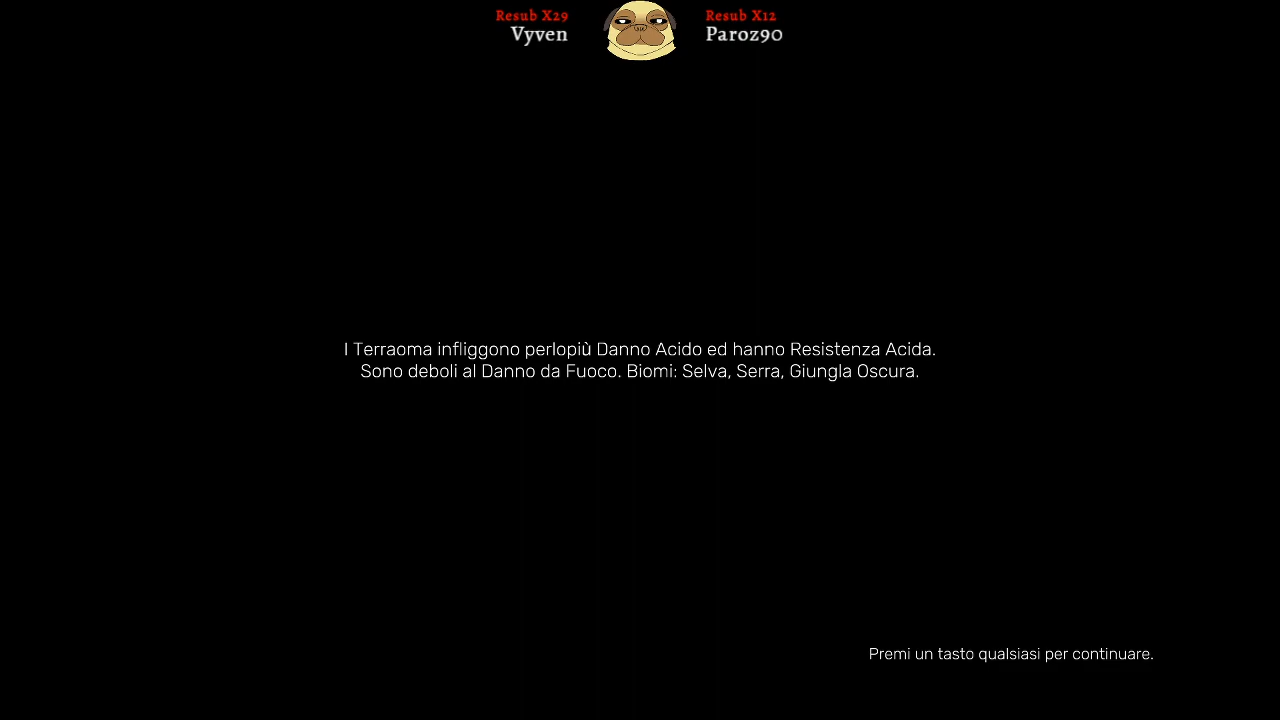 Resub X29
Vyven
Resub X12
Paroz90
I Terraoma infliggono perlopiù Danno Acido ed hanno Resistenza Acida.
Sono deboli al Danno da Fuoco. Biomi: Selva, Serra, Giungla Oscura.
Premi un tasto qualsiasi per continuare.